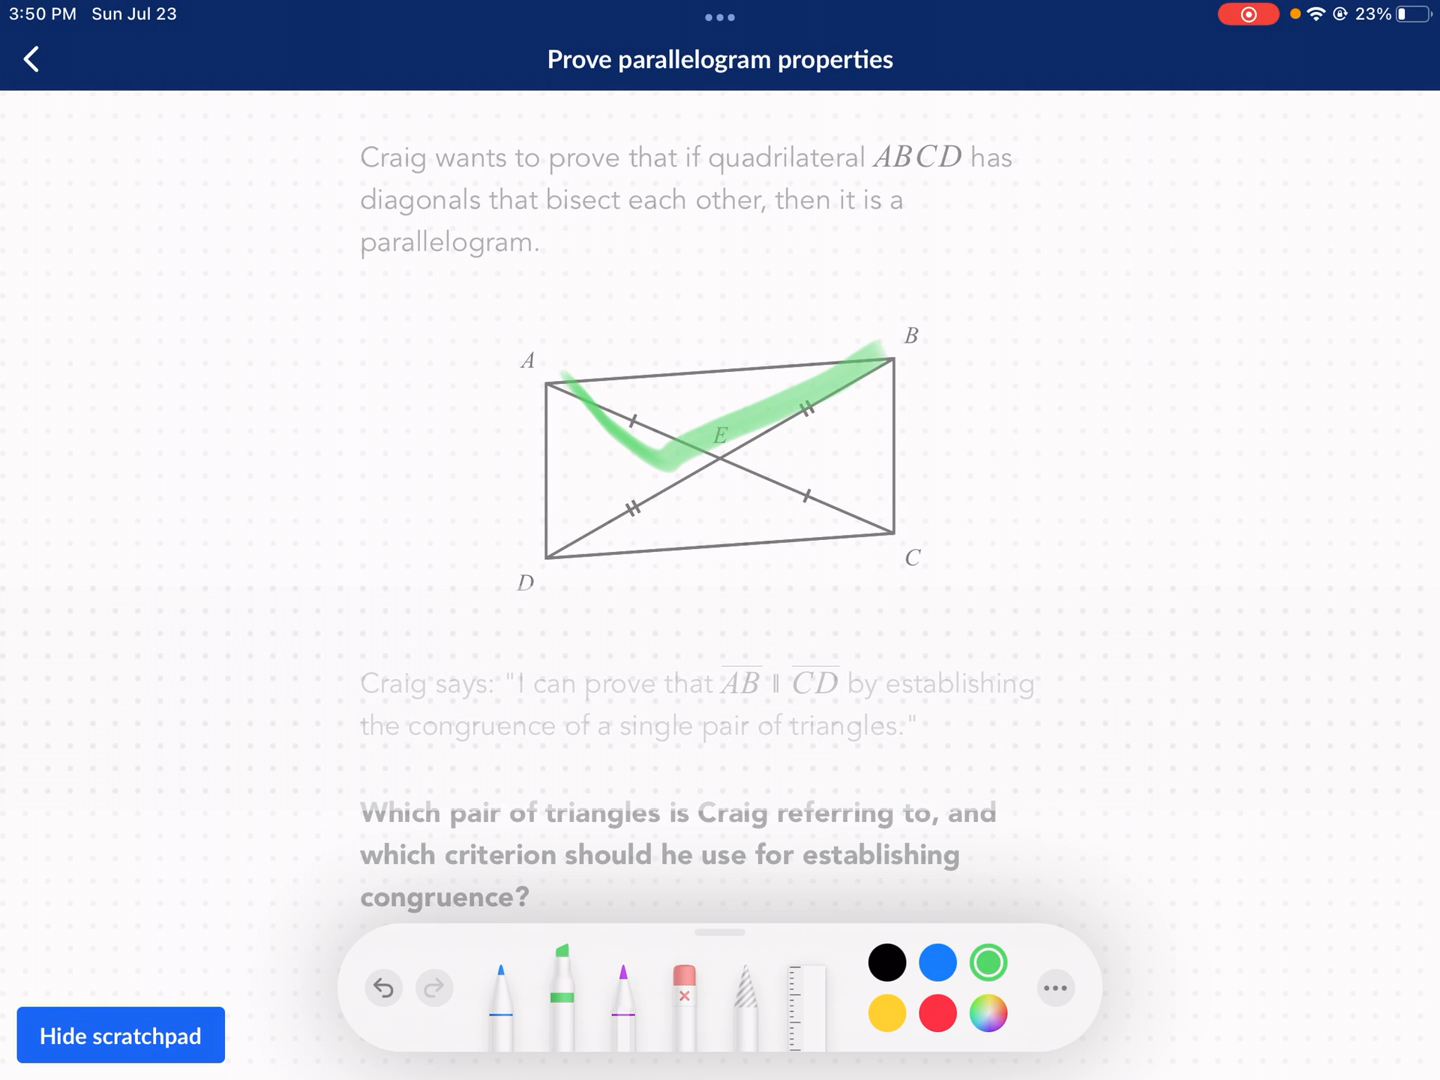 3:50 PM Sun Jul 23
23%
Prove parallelogram properties
Craig wants to prove that if quadrilateral ABCD has
diagonals that bisect each other, then it is a
parallelogram.
B
A
E
C
D
Craig says: "I can prove that AB ∥ CD by establishing
the congruence of a single pair of triangles."
Which pair of triangles is Craig referring to, and
which criterion should he use for establishing
congruence?
Hide scratchpad